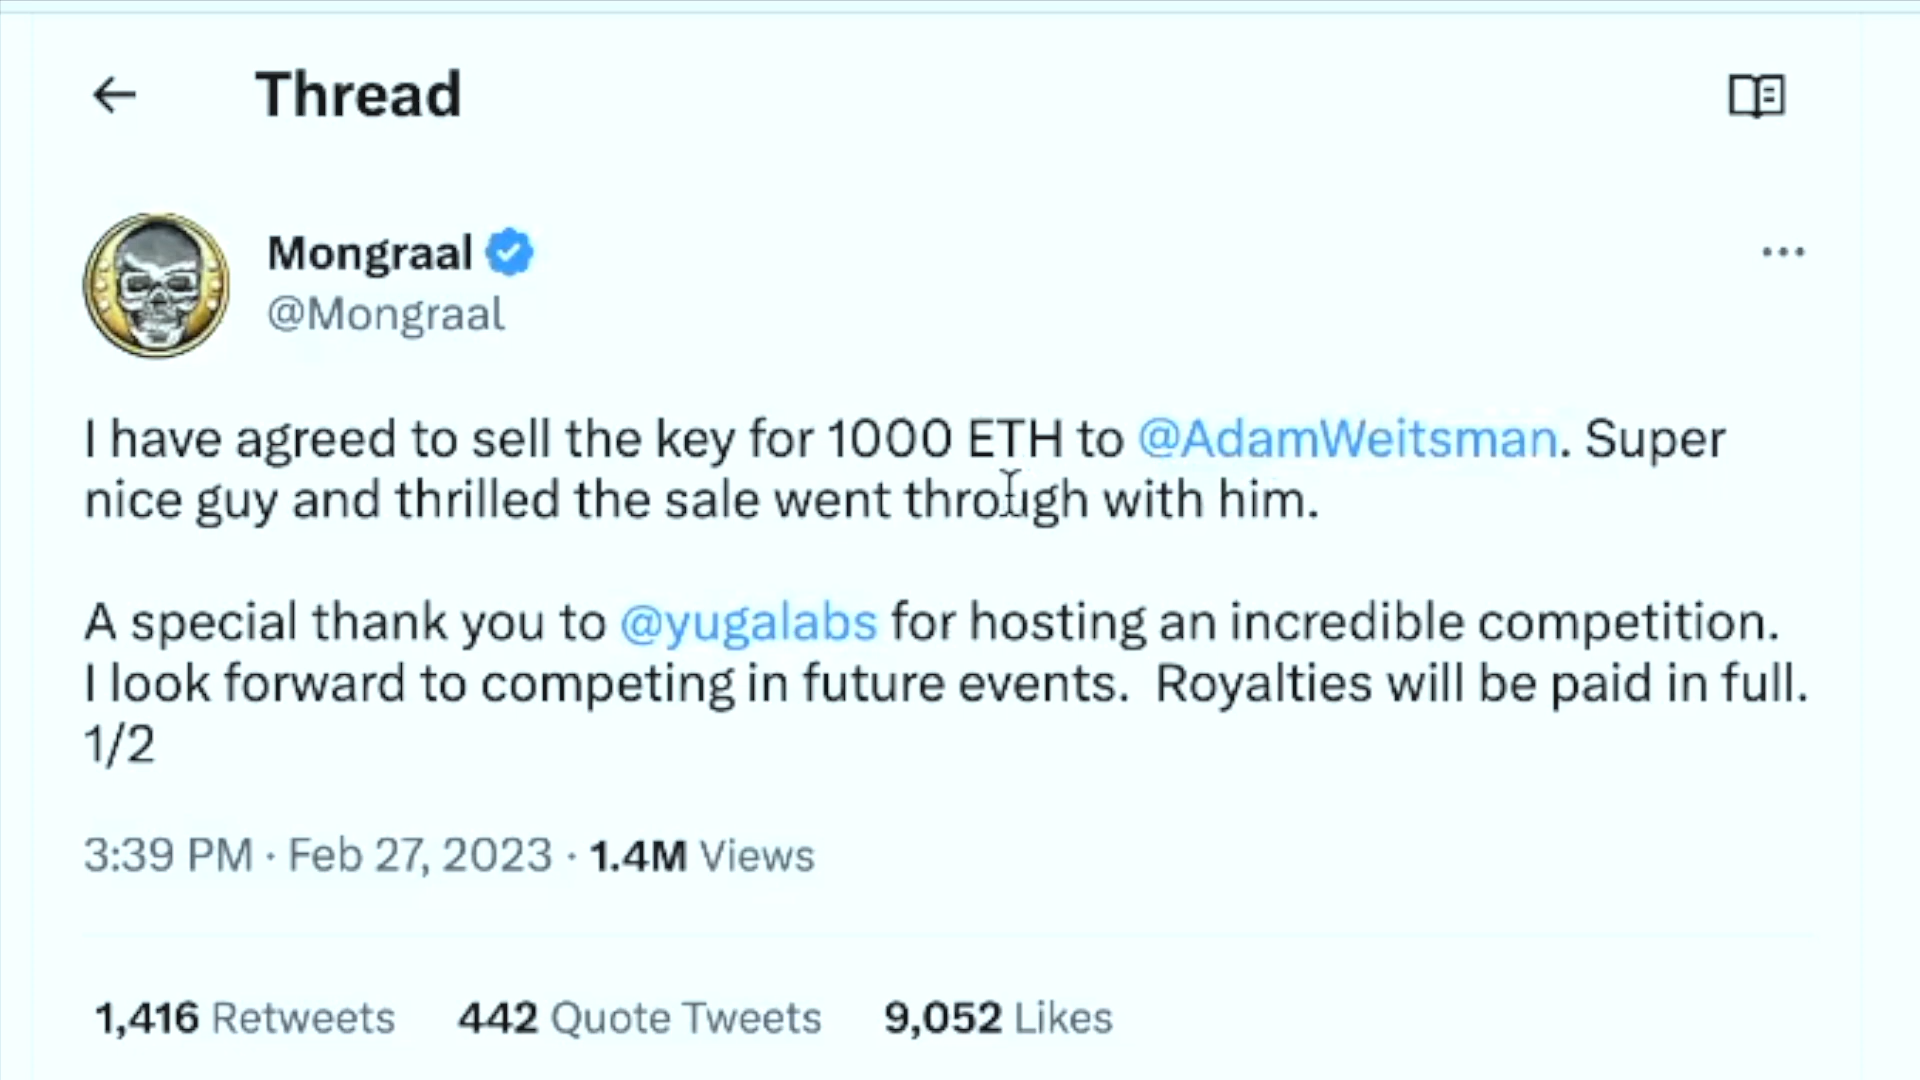 Thread
Mongraal
@Mongraal
I have agreed to sell the key for 1000 ETH to @AdamWeitsman. Super
nice guy and thrilled the sale went through with him.
A special thank you to @yugalabs for hosting an incredible competition.
I look forward to competing in future events.  Royalties will be paid in full.
1/2
3:39 PM · Feb 27, 2023 · 1.4M Views
1,416 Retweets 442 Quote Tweets 9,052 Likes